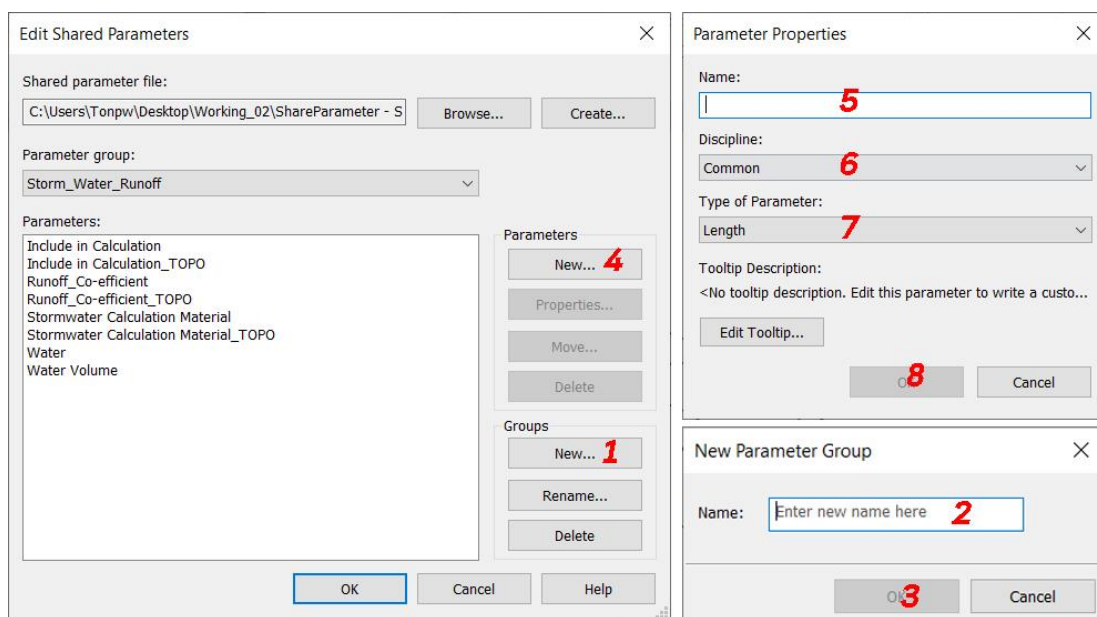 Edit Shared Parameters
Shared parameter file:
C:\Users\Tonpw\Desktop\Working_02\ShareParameter - S
Browse...
Create...
Parameter group:
Storm_Water_Runoff
Parameters:
Include in Calculation
Include in Calculation_TOPO
Runoff_Co-efficient
Runoff_Co-efficient_TOPO
Stormwater Calculation Material
Stormwater Calculation Material_TOPO
Water
Water Volume
Parameters
New... 4
Properties...
Move...
Delete
Groups
New... 1
Rename...
Delete
OK
Cancel
Help
Parameter Properties
Name:
5
Discipline:
Common 6
Type of Parameter:
Length 7
Tooltip Description:
<No tooltip description. Edit this parameter to write a custo...
Edit Tooltip...
8
Cancel
New Parameter Group
Name: Enter new name here 2
3
Cancel